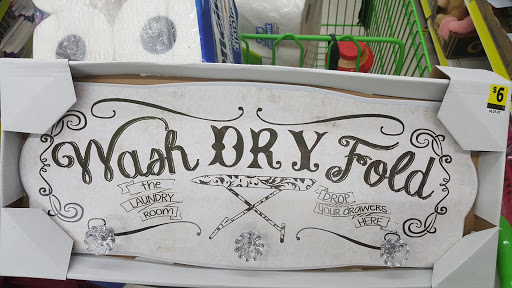 Wash DRY Fold
the
LAUNDRY
ROOM
DROP
YOUR DRAWERS
HERE
$6